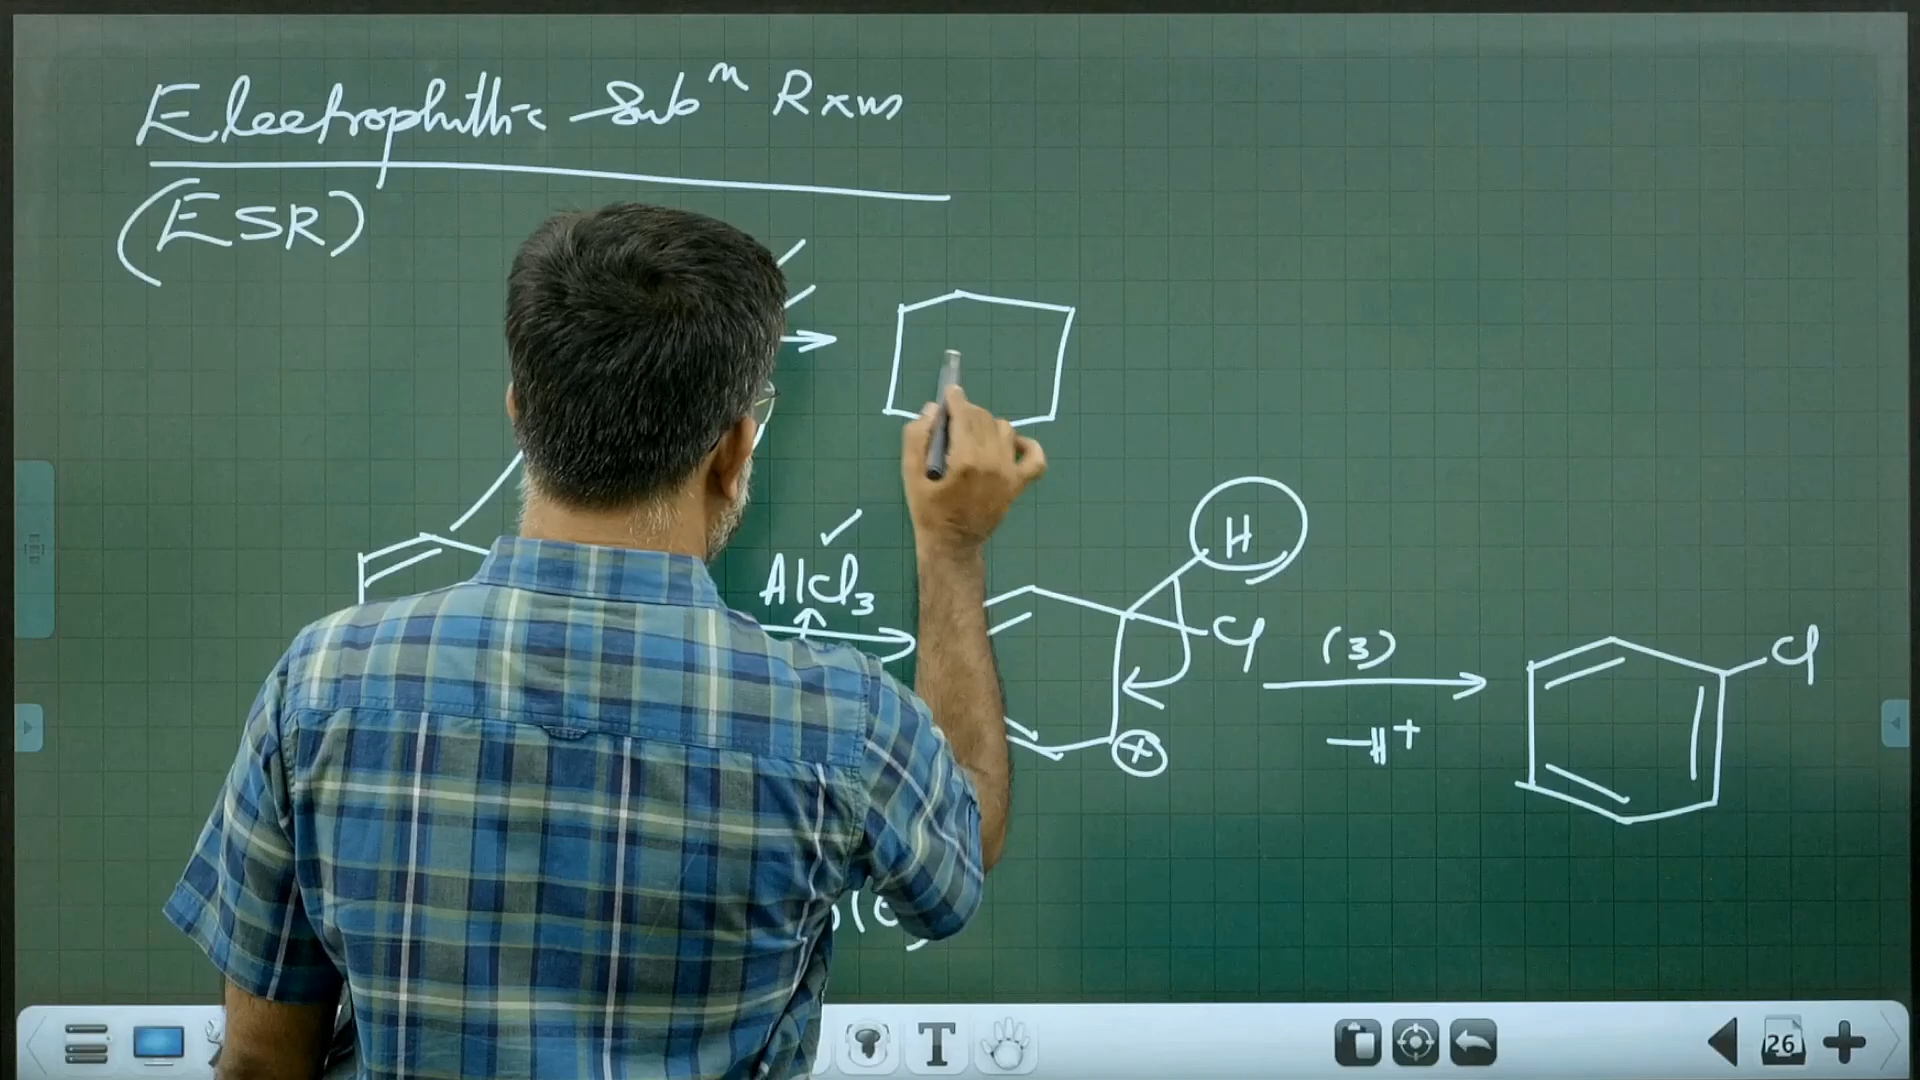 Electrophilic Subⁿ Rxns
(ESR)
H
AlCl3
Cl
(3)
Cl
+
-H+
T
26